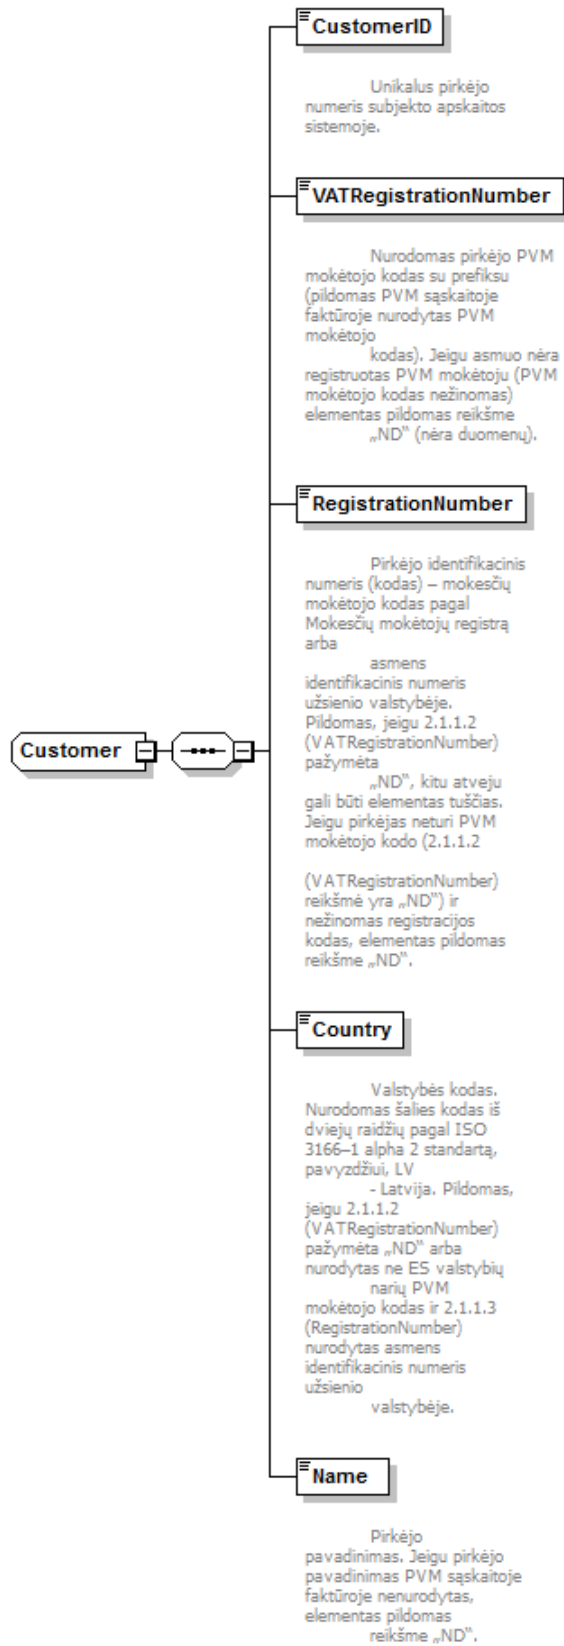 CustomerID
Unikalus pirkėjo
numeris subjekto apskaitos
sistemoje.
VATRegistrationNumber
Nurodomas pirkėjo PVM
mokėtojo kodas su prefiksu
(pildomas PVM sąskaitoje
faktūroje nurodytas PVM
mokėtojo
kodas). Jeigu asmuo nėra
registruotas PVM mokėtoju (PVM
mokėtojo kodas nežinomas)
elementas pildomas reikšme
„ND“ (nėra duomenų).
RegistrationNumber
Pirkėjo identifikacinis
numeris (kodas) – mokesčių
mokėtojo kodas pagal
Mokesčių mokėtojų registrą
arba
asmens
identifikacinis numeris
užsienio valstybėje.
Pildomas, jeigu 2.1.1.2
(VATRegistrationNumber)
pažymėta
„ND“, kitu atveju
gali būti elementas tuščias.
Jeigu pirkėjas neturi PVM
mokėtojo kodo (2.1.1.2
(VATRegistrationNumber)
reikšmė yra „ND“) ir
nežinomas registracijos
kodas, elementas pildomas
reikšme „ND“.
Customer
Country
Valstybės kodas.
Nurodomas šalies kodas iš
dviejų raidžių pagal ISO
3166–1 alpha 2 standartą,
pavyzdžiui, LV
- Latvija. Pildomas,
jeigu 2.1.1.2
(VATRegistrationNumber)
pažymėta „ND“ arba
nurodytas ne ES valstybių
narių PVM
mokėtojo kodas ir 2.1.1.3
(RegistrationNumber)
nurodytas asmens
identifikacinis numeris
užsienio
valstybėje.
Name
Pirkėjo
pavadinimas. Jeigu pirkėjo
pavadinimas PVM sąskaitoje
faktūroje nenurodytas,
elementas pildomas
reikšme „ND“.